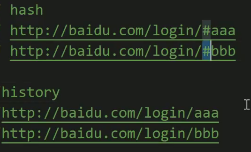 hash
http://baidu.com/login/#aaa
http://baidu.com/login/#bbb
history
http://baidu.com/login/aaa
http://baidu.com/login/bbb